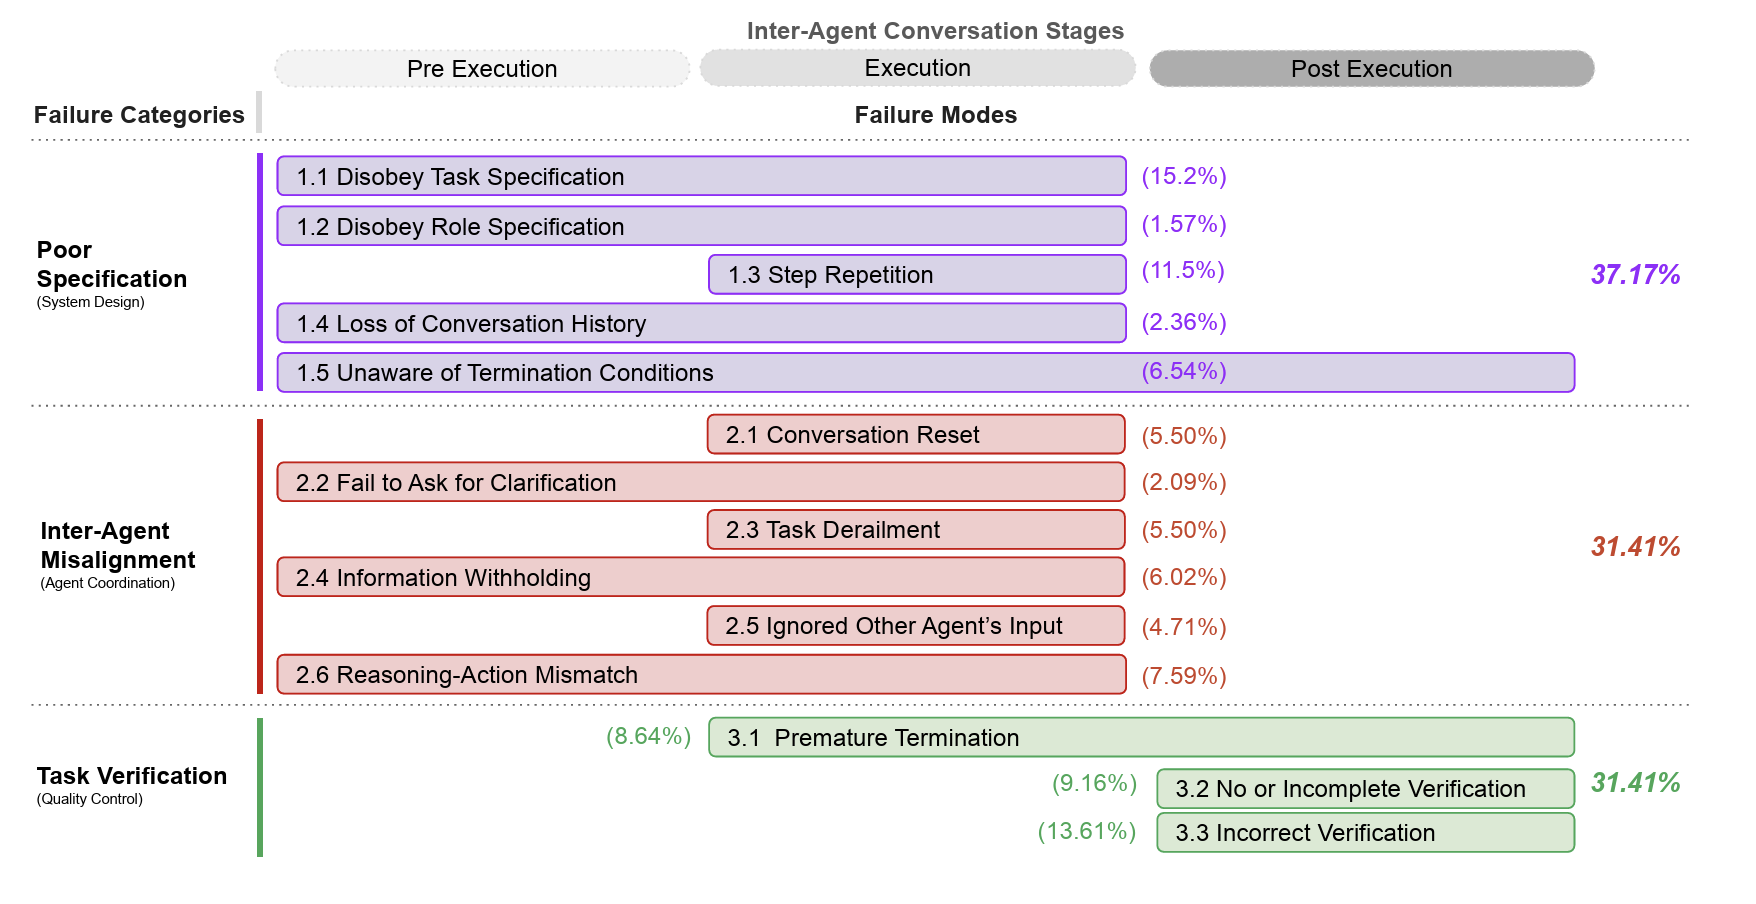 Inter-Agent Conversation Stages
Pre Execution
Execution
Post Execution
Failure Categories
Failure Modes
Poor
Specification
(System Design)
1.1 Disobey Task Specification
(15.2%)
1.2 Disobey Role Specification
(1.57%)
1.3 Step Repetition
(11.5%)
1.4 Loss of Conversation History
(2.36%)
1.5 Unaware of Termination Conditions
(6.54%)
37.17%
Inter-Agent
Misalignment
(Agent Coordination)
2.1 Conversation Reset
(5.50%)
2.2 Fail to Ask for Clarification
(2.09%)
2.3 Task Derailment
(5.50%)
2.4 Information Withholding
(6.02%)
2.5 Ignored Other Agent’s Input
(4.71%)
2.6 Reasoning-Action Mismatch
(7.59%)
31.41%
Task Verification
(Quality Control)
(8.64%)
3.1 Premature Termination
(9.16%)
3.2 No or Incomplete Verification
(13.61%)
3.3 Incorrect Verification
31.41%